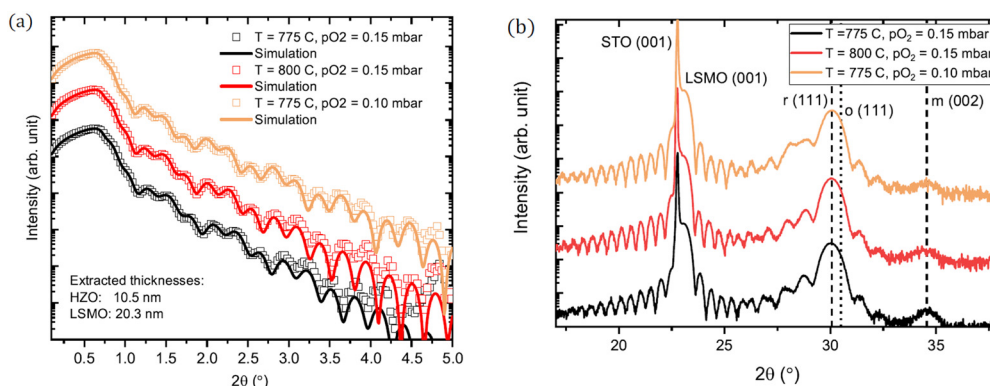 (a)
T = 775 C, pO2 = 0.15 mbar
Simulation
T = 800 C, pO2 = 0.15 mbar
Simulation
T = 775 C, pO2 = 0.10 mbar
Simulation
Intensity (arb. unit)
Extracted thicknesses:
HZO: 10.5 nm
LSMO: 20.3 nm
0.5 1.0 1.5 2.0 2.5 3.0 3.5 4.0 4.5 5.0
2θ (°)
(b)
T =775 C, pO₂ = 0.15 mbar
T = 800 C, pO₂ = 0.15 mbar
T = 775 C, pO₂ = 0.10 mbar
STO (001)
LSMO (001)
r (111)
o (111)
m (002)
Intensity (arb. unit)
20 25 30 35
2θ (°)